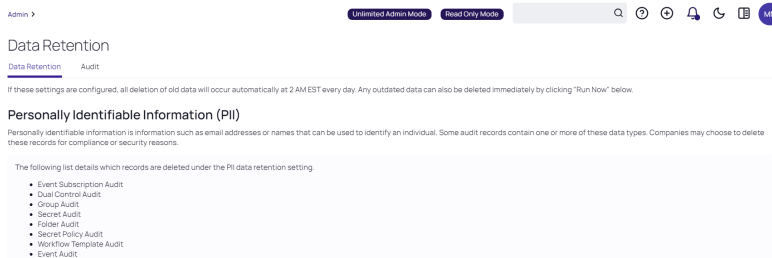 Admin >
Unlimited Admin Mode
Read Only Mode
Data Retention
Data Retention Audit
If these settings are configured, all deletion of old data will occur automatically at 2 AM EST every day. Any outdated data can also be deleted immediately by clicking "Run Now" below.
Personally Identifiable Information (PII)
Personally identifiable information is information such as email addresses or names that can be used to identify an individual. Some audit records contain one or more of these data types. Companies may choose to delete
these records for compliance or security reasons.
The following list details which records are deleted under the PII data retention setting.
• Event Subscription Audit
• Dual Control Audit
• Group Audit
• Secret Audit
• Folder Audit
• Secret Policy Audit
• Workflow Template Audit
• Event Audit